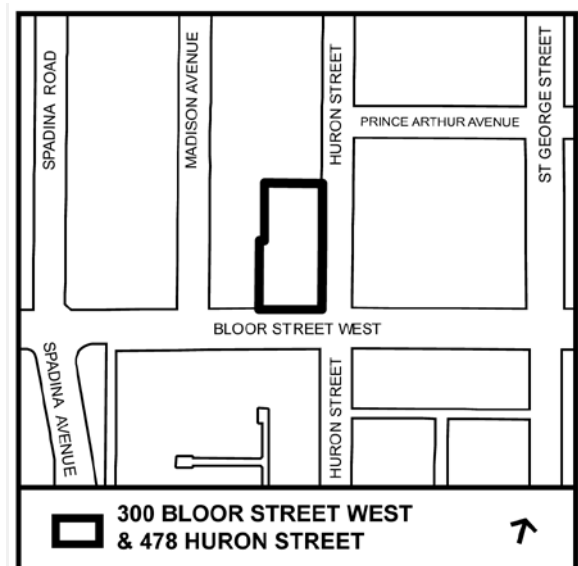 SPADINA ROAD
MADISON AVENUE
HURON STREET
PRINCE ARTHUR AVENUE
ST GEORGE STREET
BLOOR STREET WEST
SPADINA AVENUE
HURON STREET
300 BLOOR STREET WEST
& 478 HURON STREET